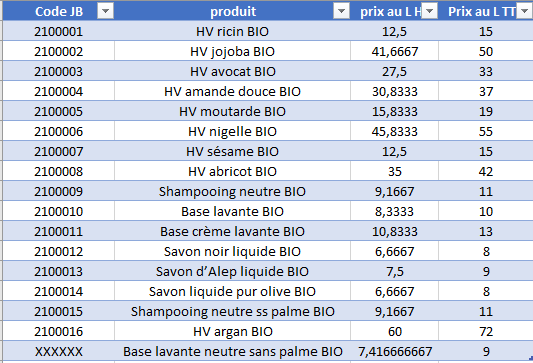 Code JB produit prix au L H Prix au L TT
2100001 HV ricin BIO 12,5 15
2100002 HV jojoba BIO 41,6667 50
2100003 HV avocat BIO 27,5 33
2100004 HV amande douce BIO 30,8333 37
2100005 HV moutarde BIO 15,8333 19
2100006 HV nigelle BIO 45,8333 55
2100007 HV sésame BIO 12,5 15
2100008 HV abricot BIO 35 42
2100009 Shampooing neutre BIO 9,1667 11
2100010 Base lavante BIO 8,3333 10
2100011 Base crème lavante BIO 10,8333 13
2100012 Savon noir liquide BIO 6,6667 8
2100013 Savon d’Alep liquide BIO 7,5 9
2100014 Savon liquide pur olive BIO 6,6667 8
2100015 Shampooing neutre ss palme BIO 9,1667 11
2100016 HV argan BIO 60 72
XXXXXX Base lavante neutre sans palme BIO 7,416666667 9